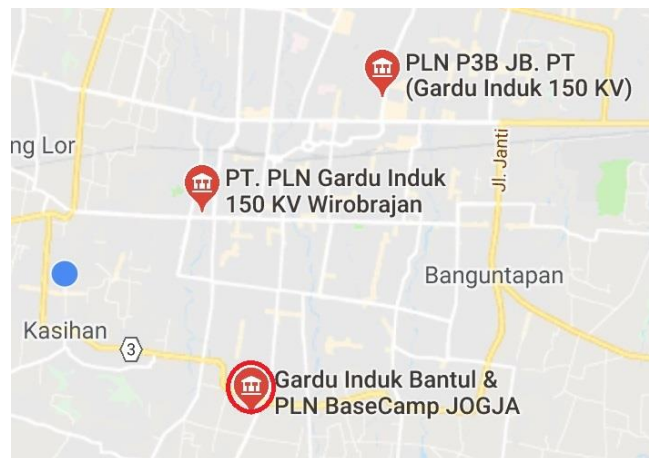 PLN P3B JB. PT
(Gardu Induk 150 KV)
ng Lor
Jl. Janti
PT. PLN Gardu Induk
150 KV Wirobrajan
Banguntapan
Kasihan
3
Gardu Induk Bantul &
PLN BaseCamp JOGJA